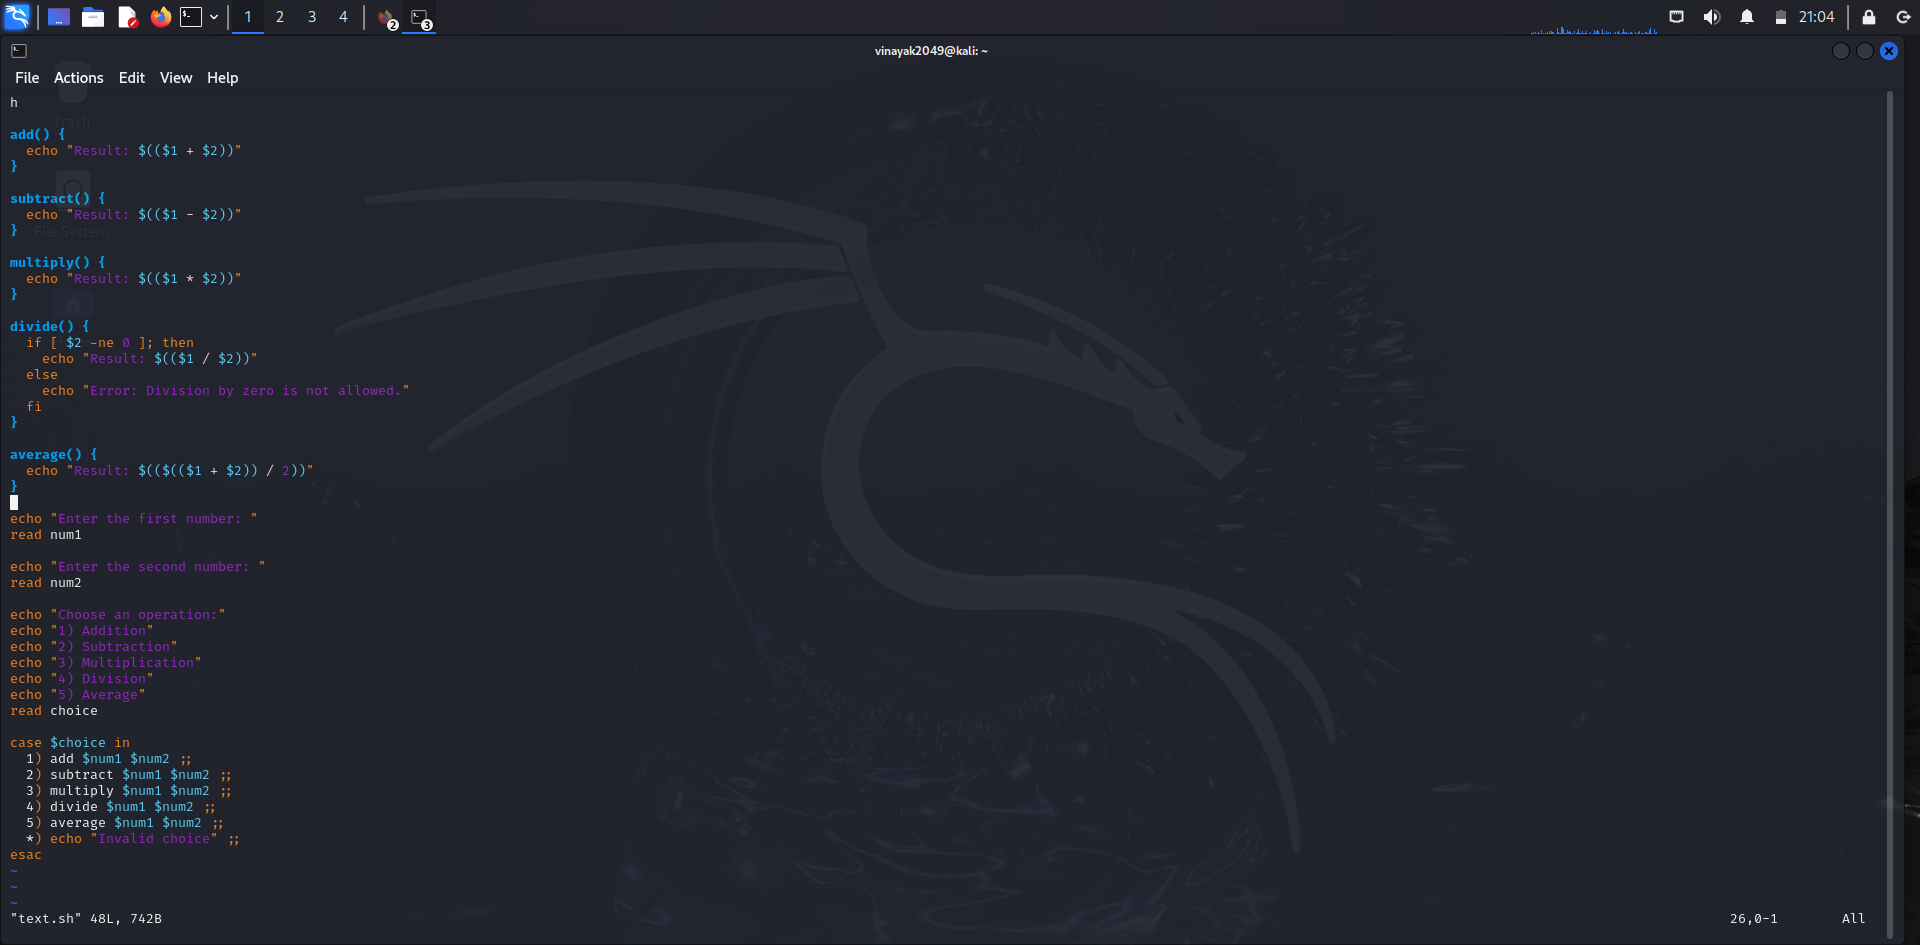 1 2 3 4 2 3 21:04
vinayak2049@kali: ~
File Actions Edit View Help
h
Trash
add() {
  echo "Result: $(($1 + $2))"
}
subtract() {
  echo "Result: $(($1 - $2))"
}
File System
multiply() {
  echo "Result: $(($1 * $2))"
}
divide() {
  if [ $2 -ne 0 ]; then
    echo "Result: $(($1 / $2))"
  else
    echo "Error: Division by zero is not allowed."
  fi
}
average() {
  echo "Result: $(($(($1 + $2)) / 2))"
}
echo "Enter the first number: "
read num1
echo "Enter the second number: "
read num2
echo "Choose an operation:"
echo "1) Addition"
echo "2) Subtraction"
echo "3) Multiplication"
echo "4) Division"
echo "5) Average"
read choice
case $choice in
  1) add $num1 $num2 ;;
  2) subtract $num1 $num2 ;;
  3) multiply $num1 $num2 ;;
  4) divide $num1 $num2 ;;
  5) average $num1 $num2 ;;
  *) echo "Invalid choice" ;;
esac
~
~
~
"text.sh" 48L, 742B 26,0-1 All